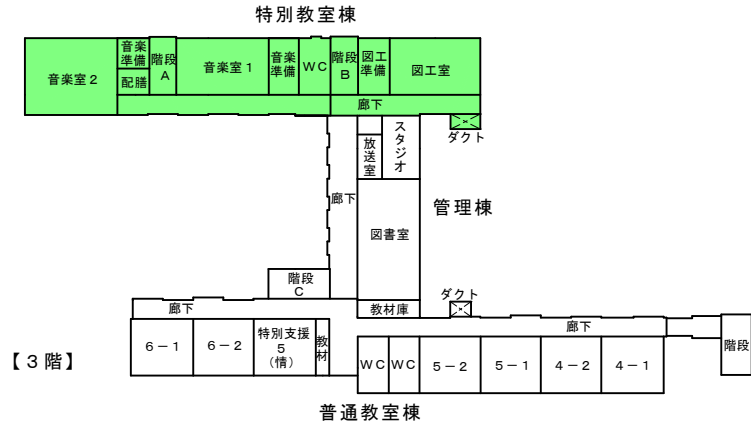 特別教室棟
音楽室２
音楽
準備
配膳
階段
A
音楽室１
音楽
準備
ＷＣ
階段
B
図工
準備
図工室
廊下
ダクト
放送室
スタジオ
廊下
管理棟
図書室
階段
C
教材庫
ダクト
廊下
廊下
６－１
６－２
特別支援
５
（情）
教材
ＷＣ
ＷＣ
５－２
５－１
４－２
４－１
階段
【３階】
普通教室棟